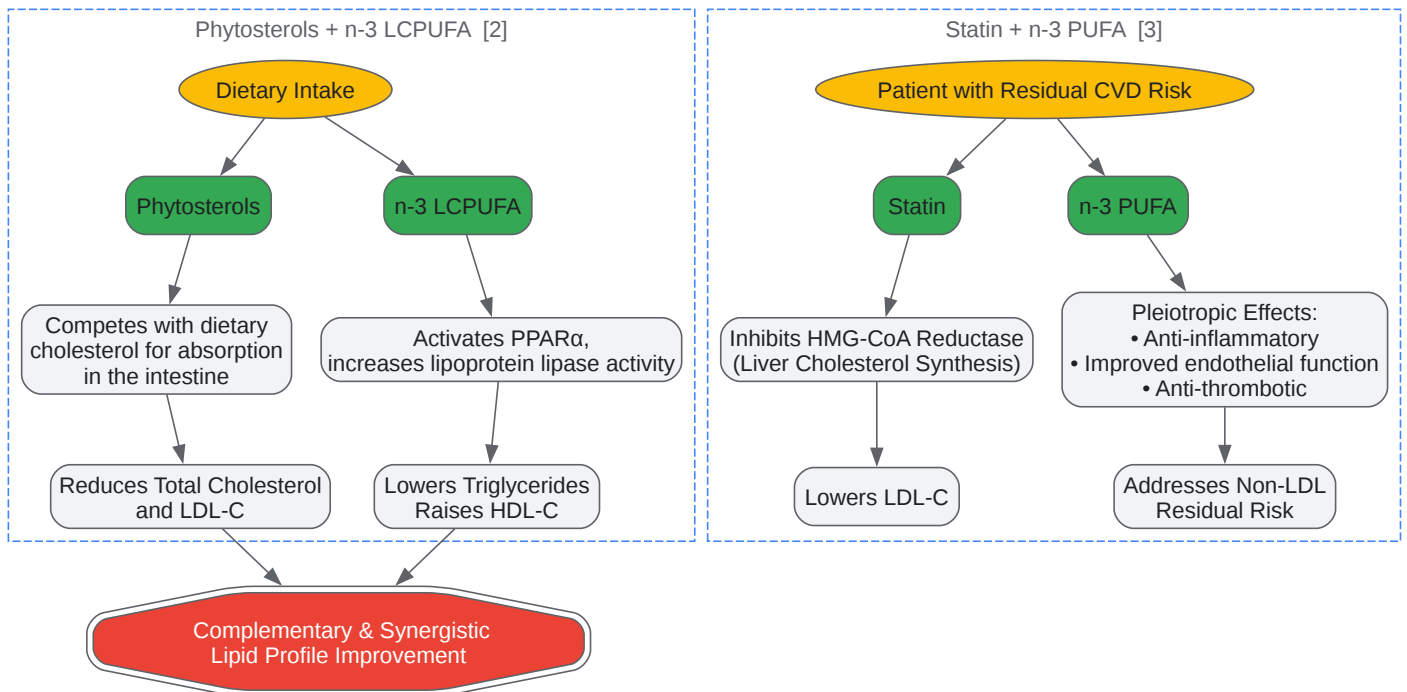 Phytosterols + n-3 LCPUFA [2]
Dietary Intake
Phytosterols
n-3 LCPUFA
Competes with dietary
cholesterol for absorption
in the intestine
Activates PPARα,
increases lipoprotein lipase activity
Reduces Total Cholesterol
and LDL-C
Lowers Triglycerides
Raises HDL-C
Complementary & Synergistic
Lipid Profile Improvement
Statin + n-3 PUFA [3]
Patient with Residual CVD Risk
Statin
n-3 PUFA
Inhibits HMG-CoA Reductase
(Liver Cholesterol Synthesis)
Pleiotropic Effects:
• Anti-inflammatory
• Improved endothelial function
• Anti-thrombotic
Lowers LDL-C
Addresses Non-LDL
Residual Risk